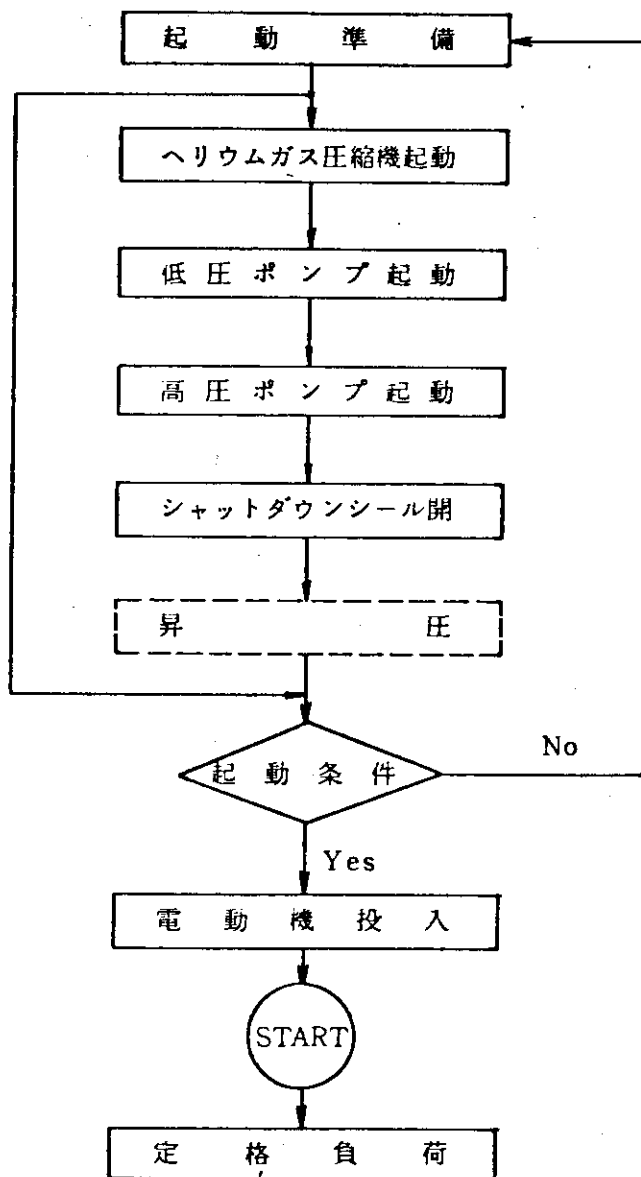 起動準備
ヘリウムガス圧縮機起動
低圧ポンプ起動
高圧ポンプ起動
シャットダウンシール開
昇圧
起動条件
No
Yes
電動機投入
START
定格負荷